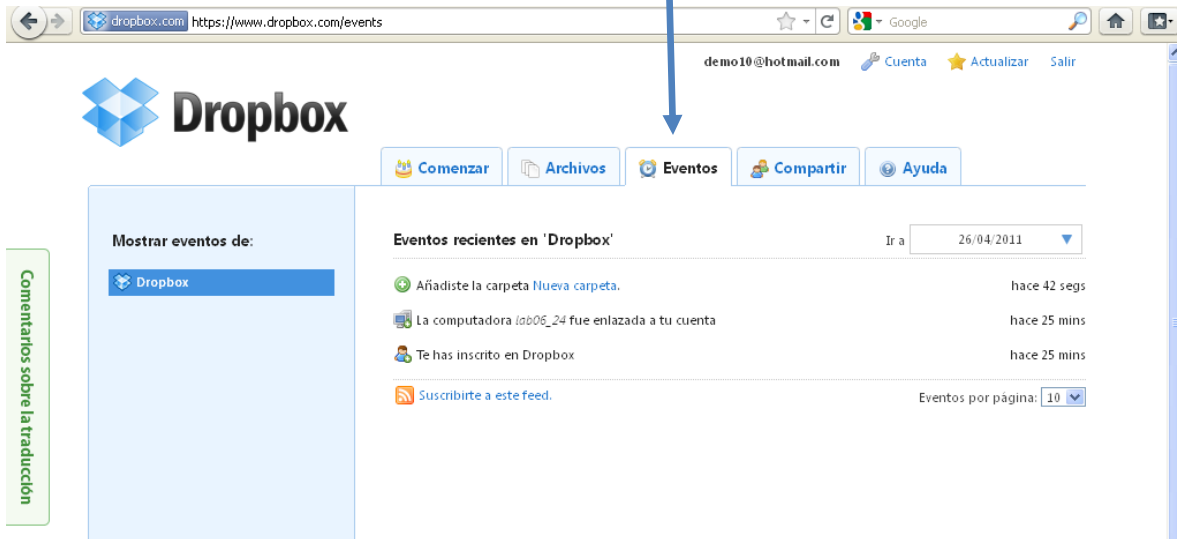 dropbox.com https://www.dropbox.com/events
Google
demo10@hotmail.com Cuenta Actualizar Salir
Dropbox
Comenzar Archivos Eventos Compartir Ayuda
Mostrar eventos de:
Dropbox
Eventos recientes en 'Dropbox' Ir a 26/04/2011
Añadiste la carpeta Nueva carpeta. hace 42 segs
La computadora lab06_24 fue enlazada a tu cuenta hace 25 mins
Te has inscrito en Dropbox hace 25 mins
Suscribirte a este feed. Eventos por página: 10
Comentarios sobre la traducción